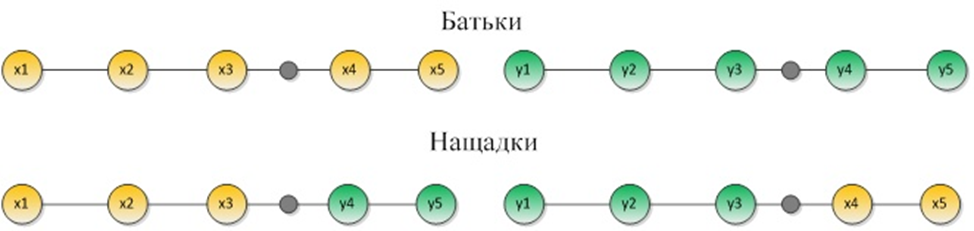 Батьки
x1 x2 x3 x4 x5 y1 y2 y3 y4 y5
Нащадки
x1 x2 x3 y4 y5 y1 y2 y3 x4 x5